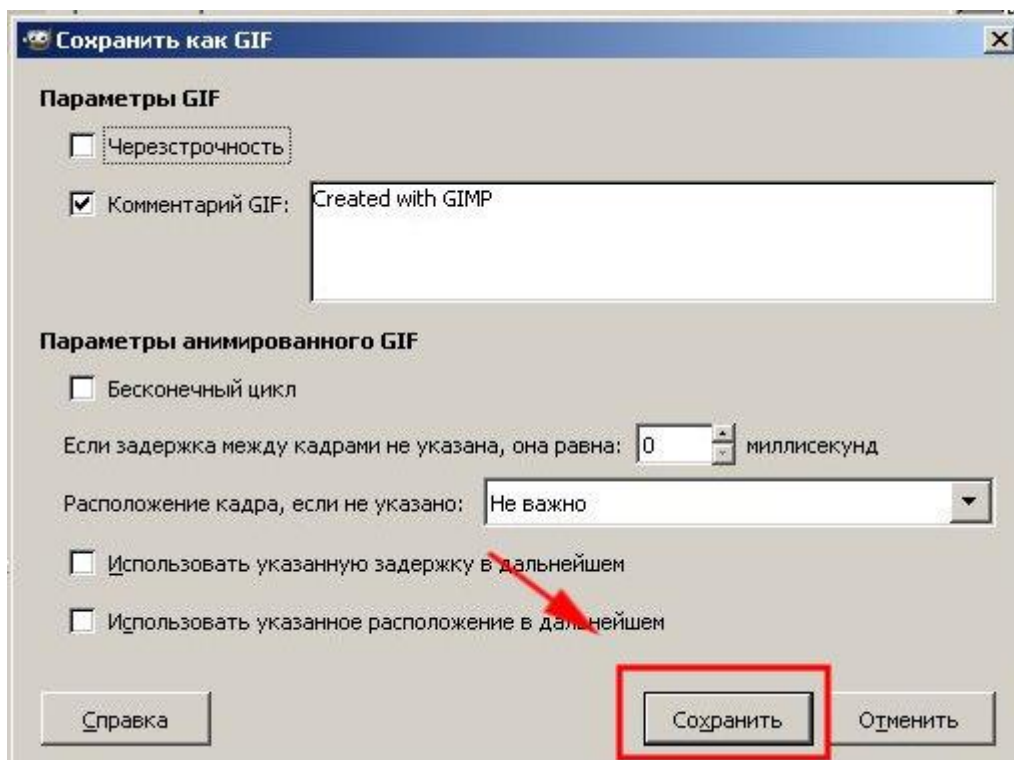 Сохранить как GIF
Параметры GIF
Черезстрочность
Комментарий GIF: Created with GIMP
Параметры анимированного GIF
Бесконечный цикл
Если задержка между кадрами не указана, она равна: 0 миллисекунд
Расположение кадра, если не указано: Не важно
Использовать указанную задержку в дальнейшем
Использовать указанное расположение в дальнейшем
Справка Сохранить Отменить